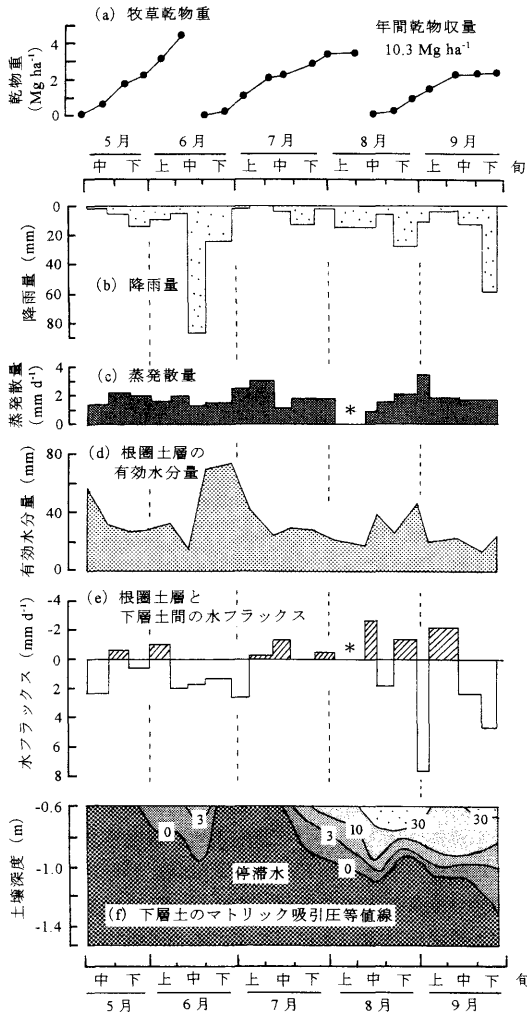 (a) 牧草乾物重
年間乾物収量
10.3 Mg ha-1
乾物重
(Mg ha-1)
4
2
0
5月 6月 7月 8月 9月
中 下 上 中 下 上 中 下 上 中 下 上 中 下 旬
降雨量 (mm)
0
20
40
60
80
(b) 降雨量
蒸発散量
(mm d-1)
4
2
0
(c) 蒸発散量
*
有効水分量 (mm)
80
40
0
(d) 根圏土層の
有効水分量
水フラックス (mm d-1)
-4
-2
0
2
4
6
8
(e) 根圏土層と
下層土間の水フラックス
*
土壌深度 (m)
-0.6
-1.0
-1.4
0 3 10 30 30
3
0
停滞水
(f) 下層土のマトリック吸引圧等値線
中 下 上 中 下 上 中 下 上 中 下 上 中 下 旬
5月 6月 7月 8月 9月